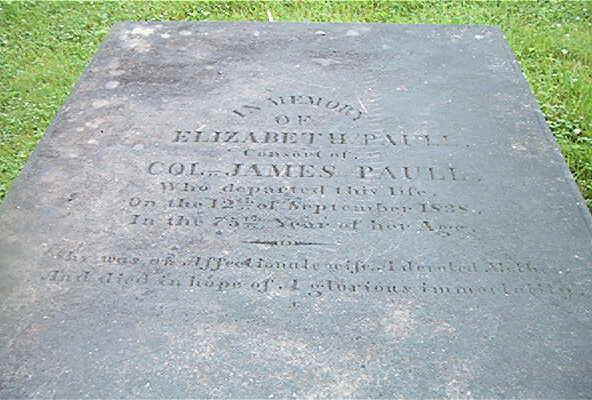 IN MEMORY
OF
ELIZABETH PAULL,
Consort of
COL. JAMES PAULL,
Who departed this life
On the 12th of September 1838,
In the 75th Year of her Age.
She was an Affectionate wife, A devoted Moth
And died in hope of A glorious immortality.